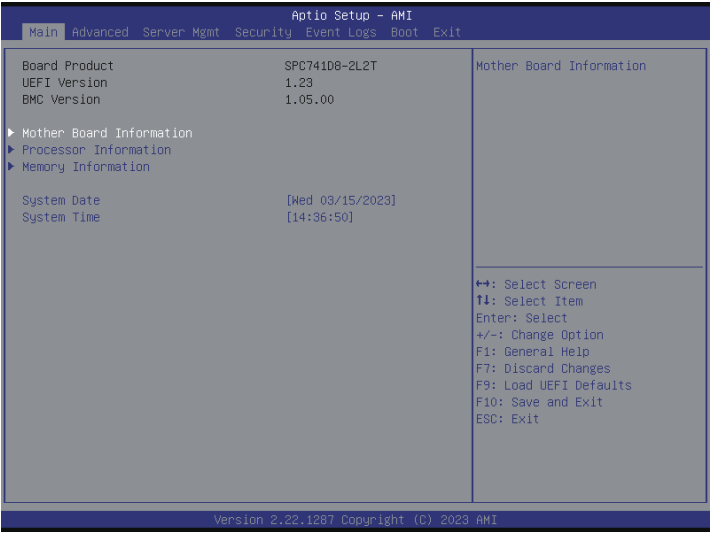 Aptio Setup – AMI
Main Advanced Server Mgmt Security Event Logs Boot Exit
Board Product SPC741D8-2L2T
UEFI Version 1.23
BMC Version 1.05.00
Mother Board Information
Processor Information
Memory Information
System Date [Wed 03/15/2023]
System Time [14:36:50]
Mother Board Information
↔: Select Screen
↑↓: Select Item
Enter: Select
+/-: Change Option
F1: General Help
F7: Discard Changes
F9: Load UEFI Defaults
F10: Save and Exit
ESC: Exit
Version 2.22.1287 Copyright (C) 2023 AMI